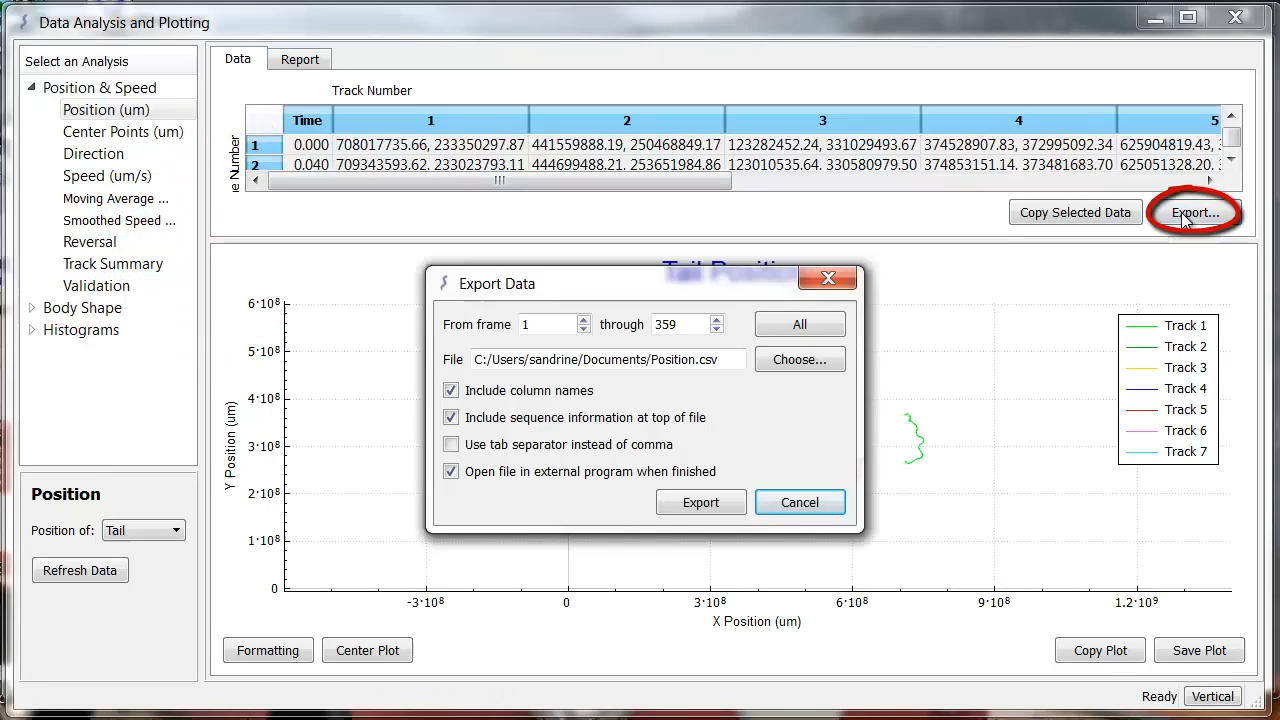 Data Analysis and Plotting
Select an Analysis
Position & Speed
Position (um)
Center Points (um)
Direction
Speed (um/s)
Moving Average ...
Smoothed Speed ...
Reversal
Track Summary
Validation
Body Shape
Histograms
Position
Position of: Tail
Refresh Data
Data Report
Track Number
Time 1 2 3 4 5
1 0.000 708017735.66, 233350297.87 441559888.19, 250468849.17 123282452.24, 331029493.67 374528907.83, 372995092.34 625904819.43, 3
2 0.040 709343593.62, 233023793.11 444699487.21, 253651984.86 123010535.64, 330580979.50 374835151.14, 373481683.70 625051328.20, 3
Copy Selected Data Export...
Export Data
From frame 1 through 359 All
File C:/Users/sandrine/Documents/Position.csv Choose...
Include column names
Include sequence information at top of file
Use tab separator instead of comma
Open file in external program when finished
Export Cancel
Tail Positio
Y Position (um)
6·10⁸
5·10⁸
4·10⁸
3·10⁸
2·10⁸
1·10⁸
0
-3·10⁸ 0 3·10⁸ 6·10⁸ 9·10⁸ 1.2·10⁹
X Position (um)
Track 1
Track 2
Track 3
Track 4
Track 5
Track 6
Track 7
Formatting Center Plot Copy Plot Save Plot
Ready Vertical